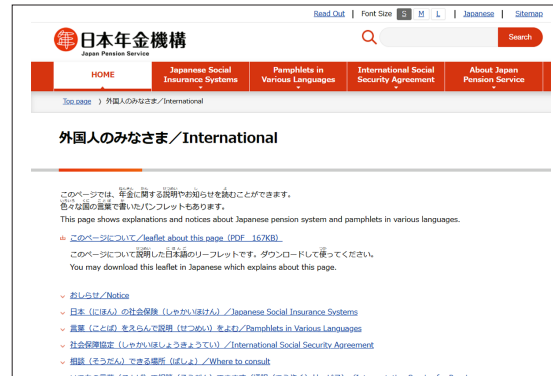 Read Out | Font Size S M L | Japanese | Sitemap
日本年金機構
Japan Pension Service
Search
HOME
Japanese Social Insurance Systems
Pamphlets in Various Languages
International Social Security Agreement
About Japan Pension Service
Top page 〉 外国人のみなさま／International
外国人のみなさま／International
このページでは、年金に関する説明やお知らせを読むことができます。
色々な国の言葉で書いたパンフレットもあります。
This page shows explanations and notices about Japanese pension system and pamphlets in various languages.
このページについて／leaflet about this page（PDF 167KB）
このページについて説明した日本語のリーフレットです。ダウンロードして使ってください。
You may download this leaflet in Japanese which explains about this page.
おしらせ／Notice
日本（にほん）の社会保険（しゃかいほけん）／Japanese Social Insurance Systems
言葉（ことば）をえらんで説明（せつめい）をよむ／Pamphlets in Various Languages
社会保障協定（しゃかいほしょうきょうてい）／International Social Security Agreement
相談（そうだん）できる場所（ばしょ）／Where to consult